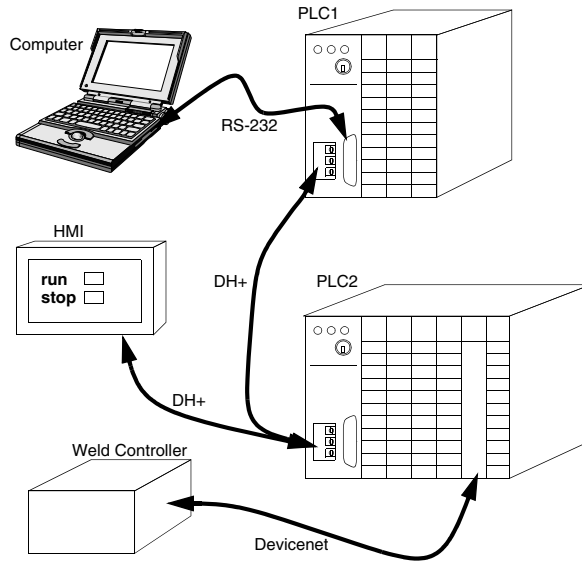 PLC1
Computer
RS-232
HMI
run
stop
DH+
PLC2
DH+
Weld Controller
Devicenet